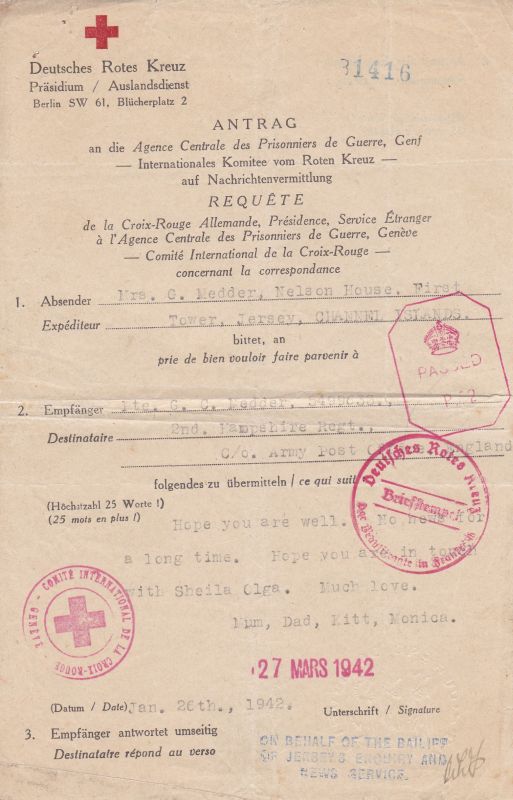 Deutsches Rotes Kreuz
Präsidium / Auslandsdienst
Berlin SW 61, Blücherplatz 2
31416
ANTRAG
an die Agence Centrale des Prisonniers de Guerre, Genf
— Internationales Komitee vom Roten Kreuz —
auf Nachrichtenvermittlung
REQUÊTE
de la Croix-Rouge Allemande, Présidence, Service Étranger
à l'Agence Centrale des Prisonniers de Guerre, Genève
— Comité International de la Croix-Rouge —
concernant la correspondance
1. Absender Mrs. G. Medder, Nelson House. First
Expéditeur Tower, Jersey, CHANNEL ISLANDS.
bittet, an
prie de bien vouloir faire parvenir à
PASSED
P.
2. Empfänger Pte. G. C. Medder,
Destinataire 2nd. Hampshire Regt.,
C/o. Army Post Office, England
folgendes zu übermitteln / ce qui suit
(Höchstzahl 25 Worte !)
(25 mots en plus !)
Deutsches Rotes Kreuz
Briefstempel
Der Beauftragte in Frankreich
Hope you are well. No news for
a long time. Hope you are in touch
with Sheila Olga. Much love.
Mum, Dad, Kitt, Monica.
COMITÉ INTERNATIONAL DE LA CROIX-ROUGE - GENÈVE -
27 MARS 1942
(Datum / Date) Jan. 26th., 1942.
Unterschrift / Signature
3. Empfänger antwortet umseitig
Destinataire répond au verso
ON BEHALF OF THE BAILIFF
OF JERSEY'S ENQUIRY AND
NEWS SERVICE.